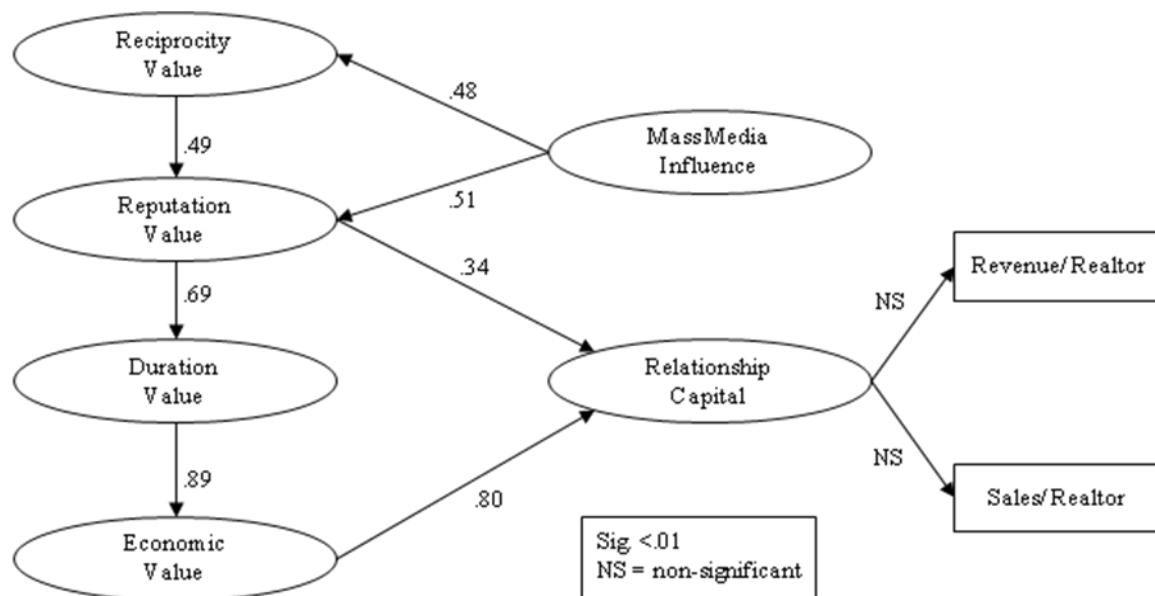 Reciprocity
Value
.48
MassMedia
Influence
.49
.51
Reputation
Value
.34
Revenue/Realtor
.69
NS
Duration
Value
Relationship
Capital
NS
.89
.80
Sales/Realtor
Economic
Value
Sig. <.01
NS = non-significant